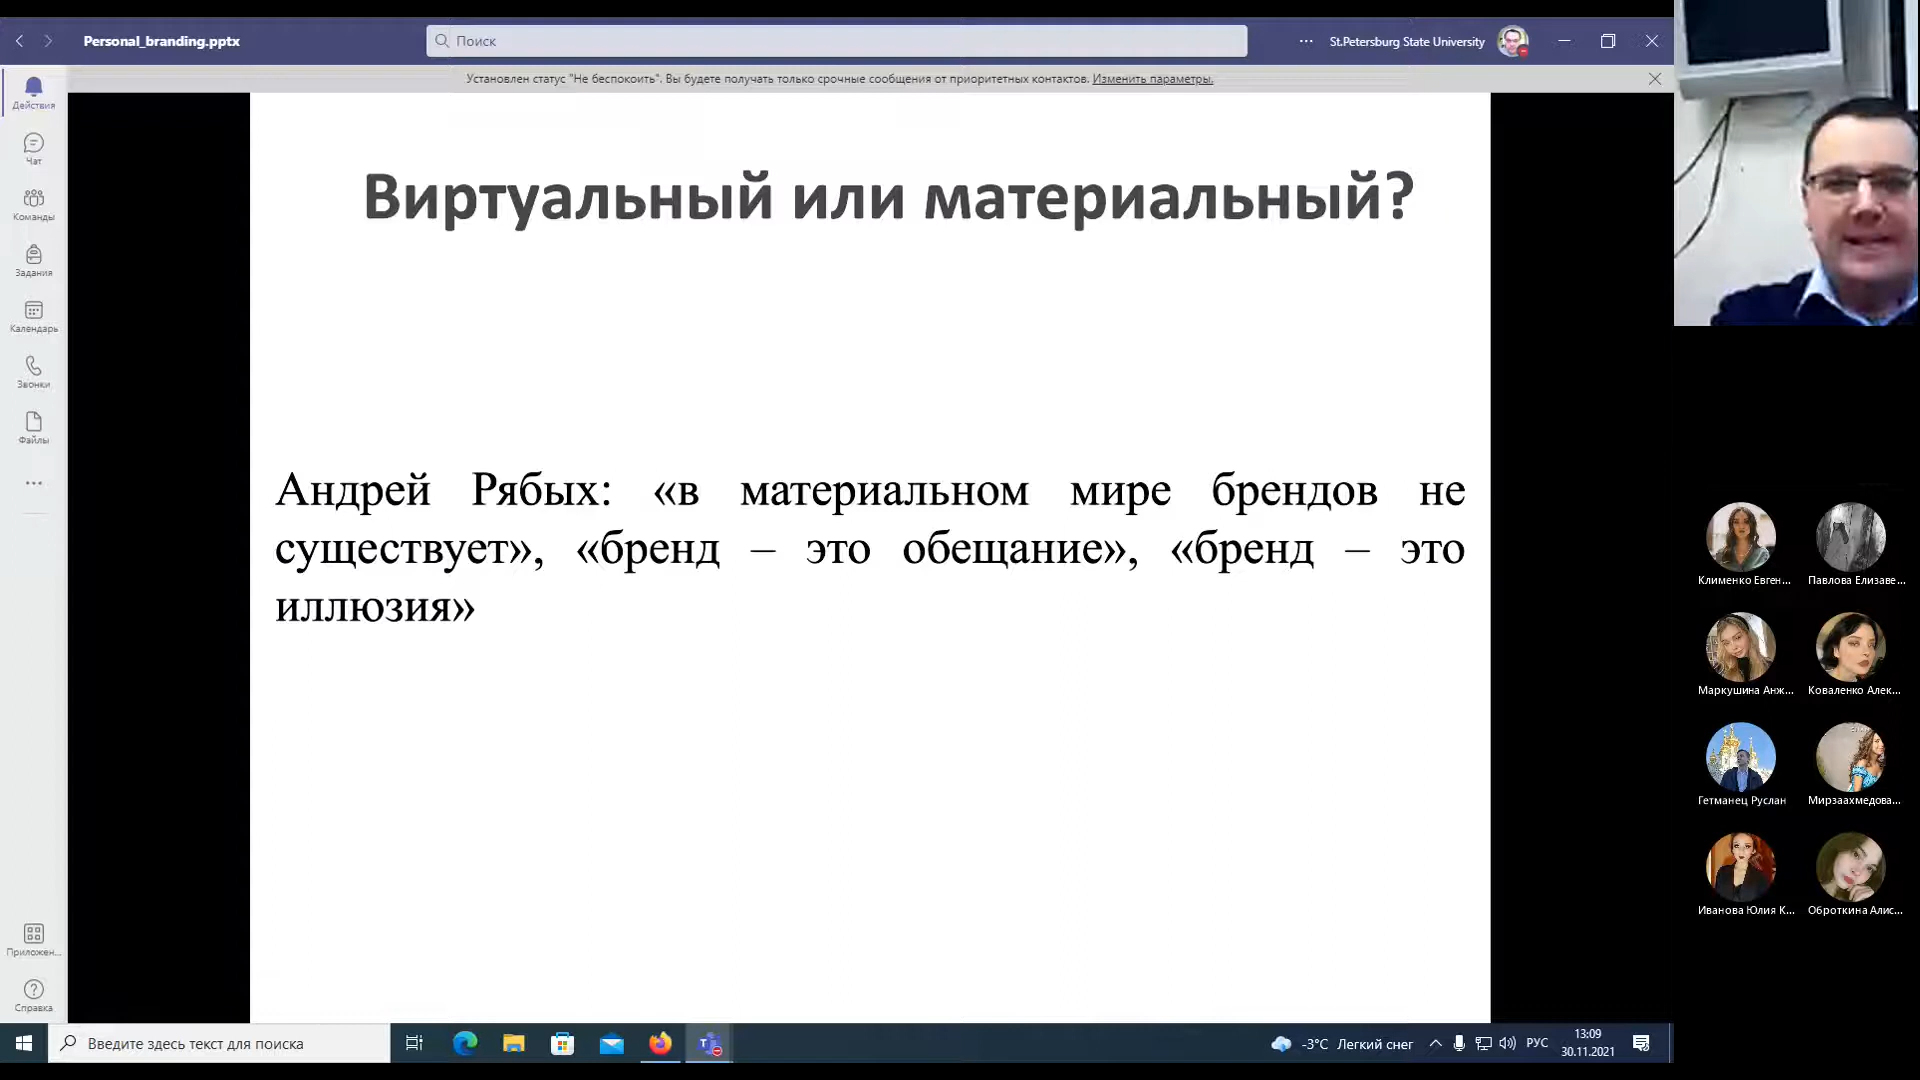 Personal_branding.pptx
Поиск
St.Petersburg State University
Установлен статус "Не беспокоить". Вы будете получать только срочные сообщения от приоритетных контактов. Изменить параметры.
Действия
Чат
Команды
Задания
Календарь
Звонки
Файлы
Приложен...
Справка
Виртуальный или материальный?
Андрей Рябых: «в материальном мире брендов не
существует», «бренд – это обещание», «бренд – это
иллюзия»
Клименко Евген...
Павлова Елизаве...
Маркушина Анж...
Коваленко Алек...
Гетманец Руслан
Мирзаахмедова...
Иванова Юлия К...
Оброткина Алис...
Введите здесь текст для поиска
-3°C Легкий снег
РУС
13:09
30.11.2021